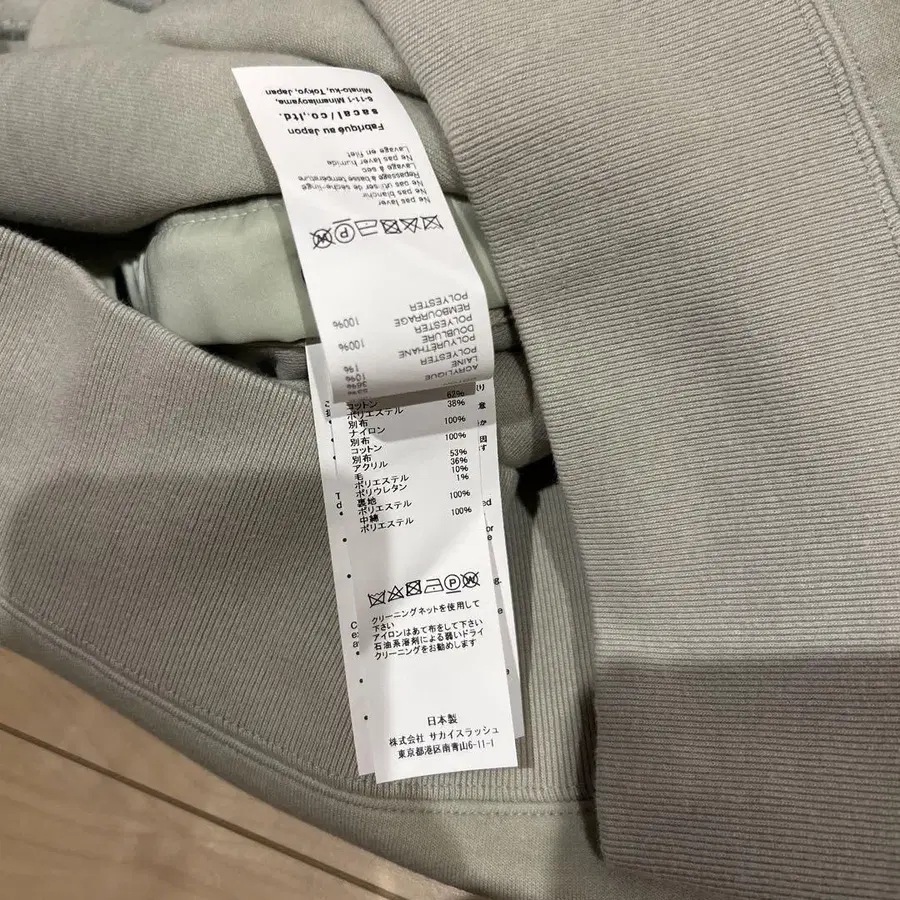 ACRYLIQUE 53%
LAINE 36%
POLYESTER 10%
POLYURÉTHANE 1%
DOUBLURE
POLYESTER 100%
REMBOURRAGE
POLYESTER 100%
Ne pas laver
Ne pas blanchir
Ne pas utiliser de sèche-linge
Repassage à basse température
Lavage à sec
Ne pas laver humide
Lavage en filet
Fabriqué au Japon
sacai/co.,ltd.
6-11-1 Minamiaoyama,
Minato-ku, Tokyo, Japan
コットン 62%
ポリエステル 38%
別布
ナイロン 100%
別布
コットン 100%
別布
アクリル 53%
毛 36%
ポリエステル 10%
ポリウレタン 1%
裏地
ポリエステル 100%
中綿
ポリエステル 100%
クリーニングネットを使用して
下さい
アイロンはあて布をして下さい
石油系溶剤による弱いドライ
クリーニングをお勧めします
日本製
株式会社 サカイスラッシュ
東京都港区南青山6-11-1